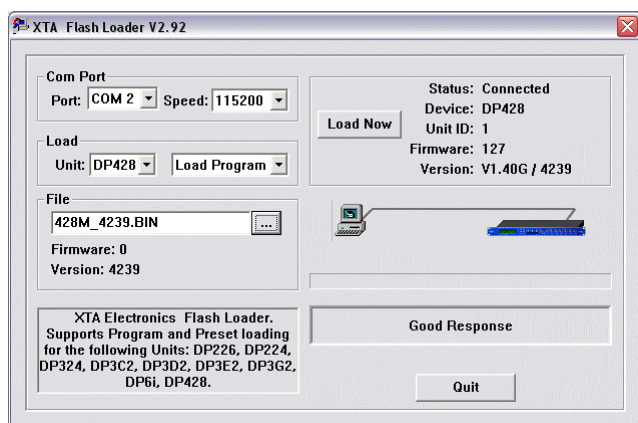 XTA Flash Loader V2.92
Com Port
Port: COM 2 Speed: 115200
Load
Unit: DP428 Load Program
File
428M_4239.BIN ...
Firmware: 0
Version: 4239
XTA Electronics Flash Loader.
Supports Program and Preset loading
for the following Units: DP226, DP224,
DP324, DP3C2, DP3D2, DP3E2, DP3G2,
DP6i, DP428.
Load Now
Status: Connected
Device: DP428
Unit ID: 1
Firmware: 127
Version: V1.40G / 4239
Good Response
Quit